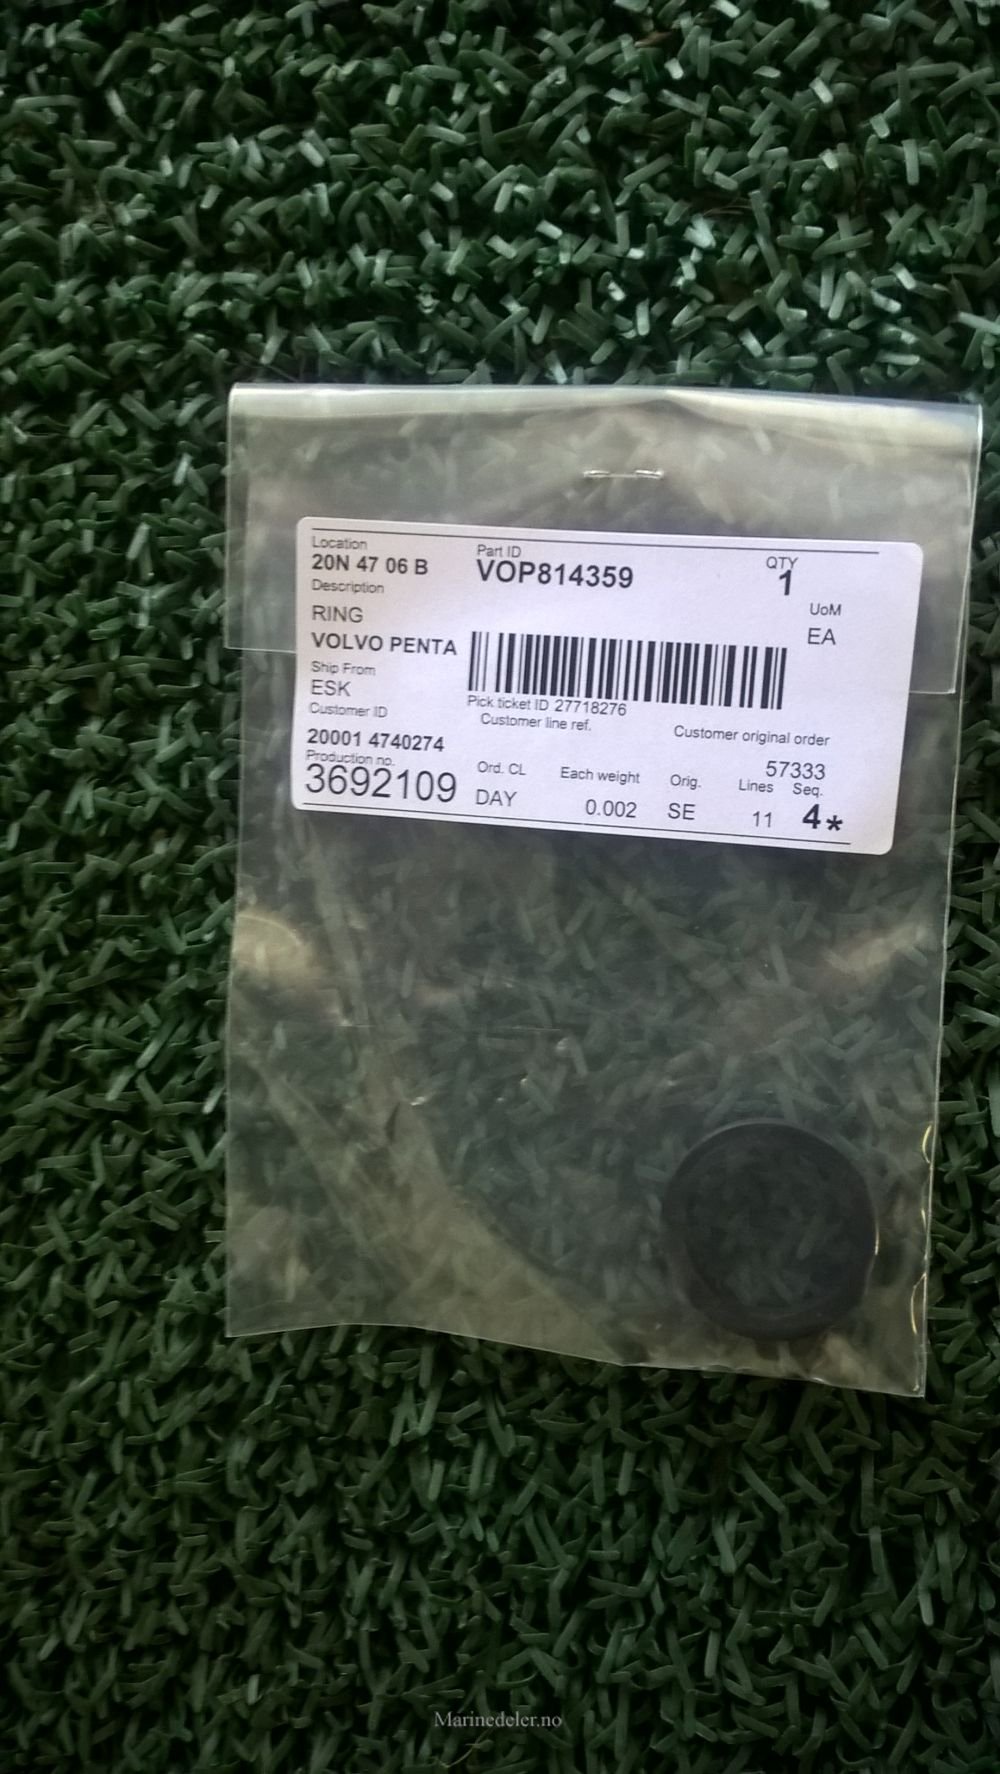 Location
20N 47 06 B
Part ID
VOP814359
QTY
1
Description
RING
UoM
EA
VOLVO PENTA
Ship From
ESK
Pick ticket ID 27718276
Customer ID
Customer line ref.
Customer original order
20001 4740274
57333
Production no.
3692109
Ord. CL
DAY
Each weight
0.002
Orig.
SE
Lines
11
Seq.
4*
Marinedeler.no